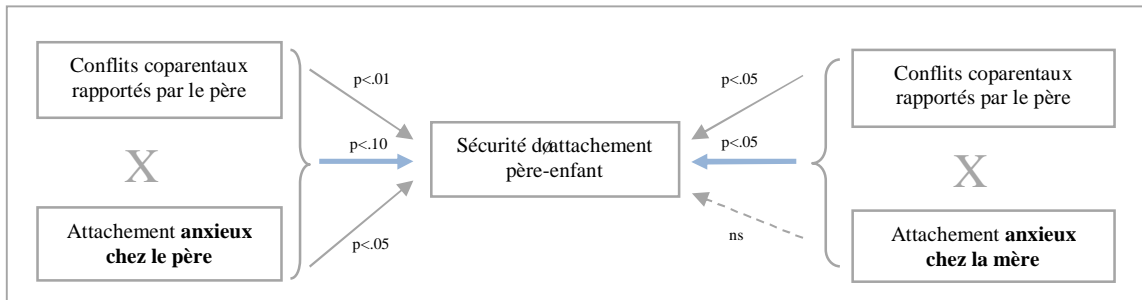 Conflits coparentaux
rapportés par le père
X
Attachement anxieux
chez le père
p<.01
p<.10
p<.05
Sécurité døattachement
père-enfant
p<.05
p<.05
ns
Conflits coparentaux
rapportés par le père
X
Attachement anxieux
chez la mère